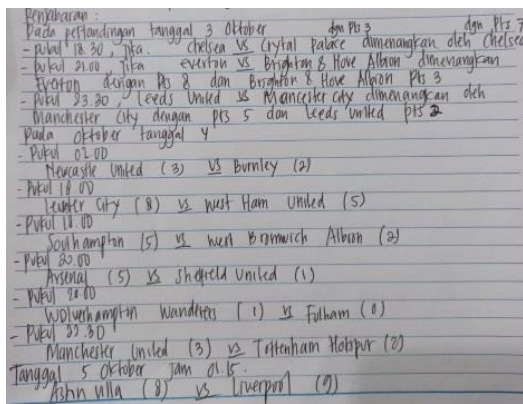 Penjabaran :
Pada pertandingan tanggal 3 Oktober dgn Pts 3 dgn Pts 7
- pukul 18.30, jika. chelsea vs Crytal palace dimenangkan oleh Chelsea
- pukul 21.00, jika everton vs Brighton & Hove Albion dimenangkan
Everton dengan Pts 8 dan Brighton & Hove Albion Pts 3
- Pukul 23.30, Leeds United vs Mancester city dimenangkan oleh
Manchester City dengan pts 5 dan Leeds united pts 2
Pada Oktober tanggal 4
- Pukul 02.00
Newcastle United (3) vs Burnley (2)
- Pukul 18 00
City (8) vs West Ham United (5)
- Pukul 18.00
Southampton (5) vs West Bromwich Albion (2)
- Pukul 20.00
Arsenal (5) vs Shefield United (1)
- Pukul 20.00
Wolverhampton Wanderers (1) vs Fulham (0)
- Pukul 22.30
Manchester United (3) vs Tottenham Hotspur (2)
Tanggal 5 Oktober jam 01.15.
Aston villa (8) vs Liverpool (9)